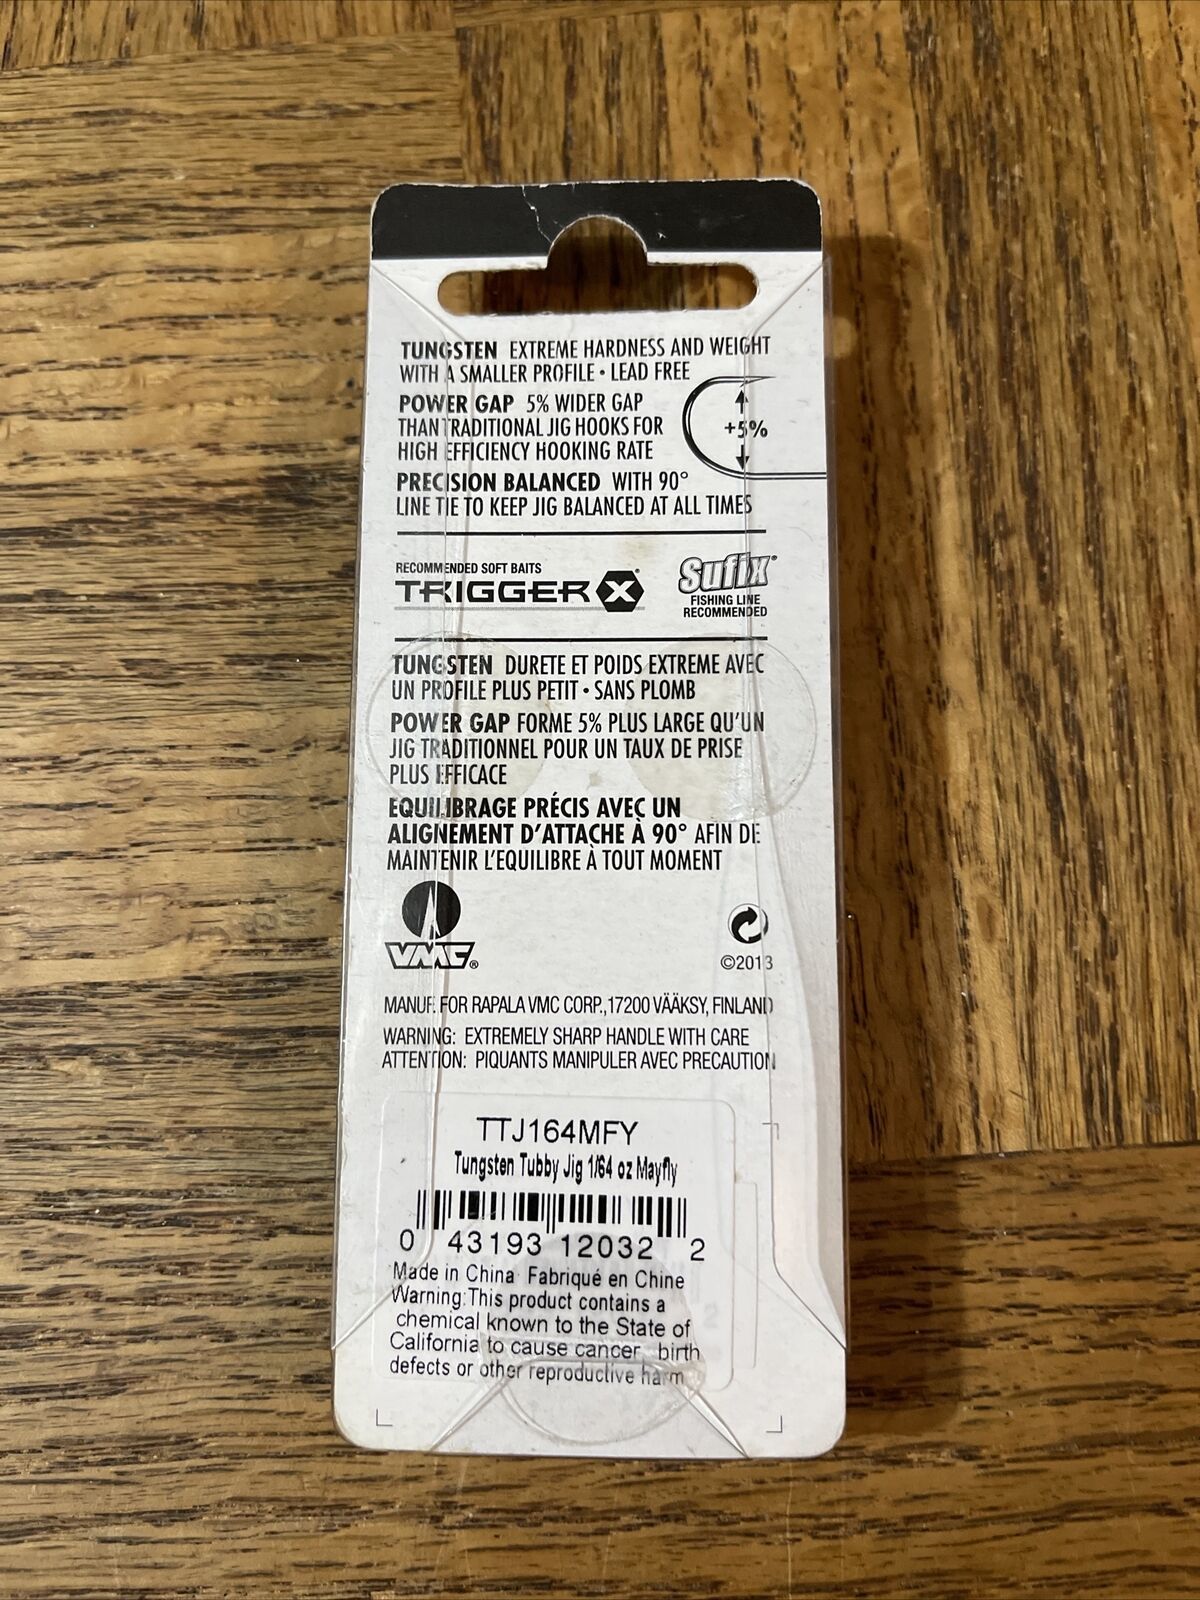 TUNGSTEN EXTREME HARDNESS AND WEIGHT
WITH A SMALLER PROFILE • LEAD FREE
POWER GAP 5% WIDER GAP
THAN TRADITIONAL JIG HOOKS FOR
HIGH EFFICIENCY HOOKING RATE
+5%
PRECISION BALANCED WITH 90°
LINE TIE TO KEEP JIG BALANCED AT ALL TIMES
RECOMMENDED SOFT BAITS
TRIGGER X®
Sufix®
FISHING LINE
RECOMMENDED
TUNGSTEN DURETE ET POIDS EXTREME AVEC
UN PROFILE PLUS PETIT • SANS PLOMB
POWER GAP FORME 5% PLUS LARGE QU'UN
JIG TRADITIONNEL POUR UN TAUX DE PRISE
PLUS EFFICACE
EQUILIBRAGE PRÉCIS AVEC UN
ALIGNEMENT D'ATTACHE À 90° AFIN DE
MAINTENIR L'EQUILIBRE À TOUT MOMENT
VMC®
©2013
MANUF. FOR RAPALA VMC CORP., 17200 VÄÄKSY, FINLAND
WARNING: EXTREMELY SHARP HANDLE WITH CARE
ATTENTION: PIQUANTS MANIPULER AVEC PRECAUTION
TTJ164MFY
Tungsten Tubby Jig 1/64 oz Mayfly
0 43193 12032 2
Made in China Fabriqué en Chine
Warning:This product contains a
chemical known to the State of
California to cause cancer birth
defects or other reproductive harm